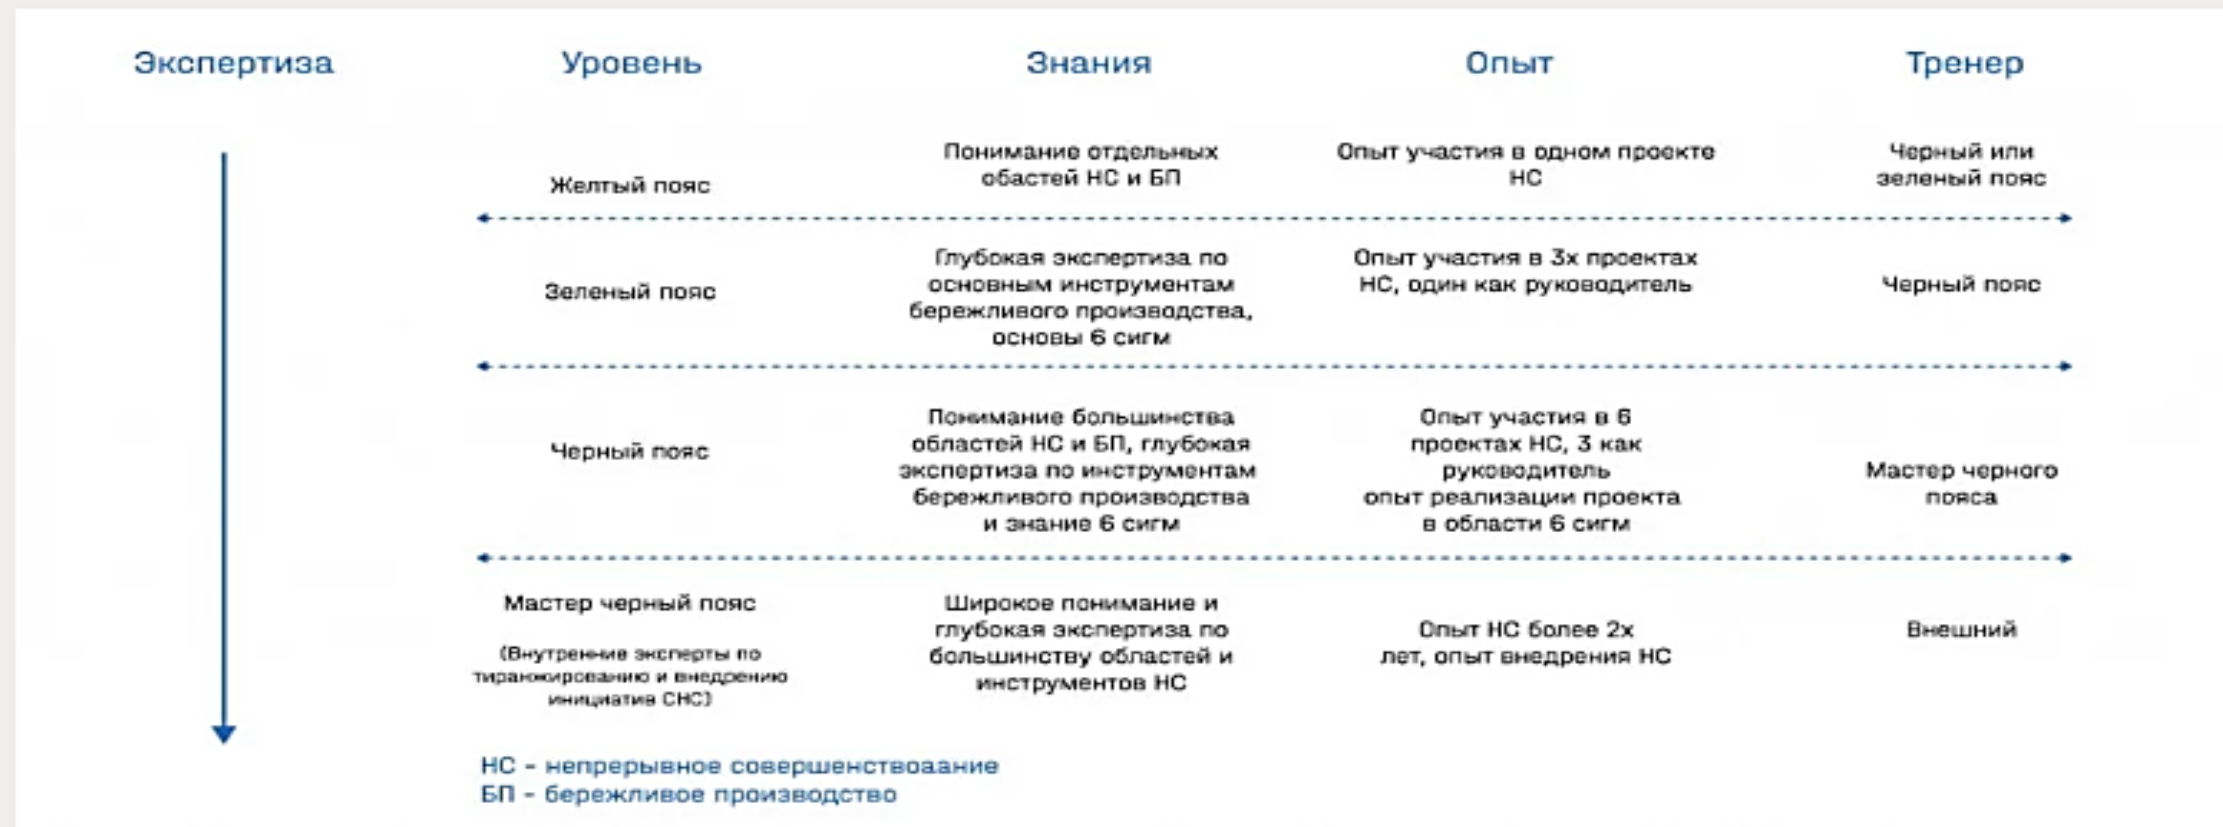 Экспертиза
Уровень
Знания
Опыт
Тренер
Желтый пояс
Понимание отдельных
обастей НС и БП
Опыт участия в одном проекте
НС
Черный или
зеленый пояс
Зеленый пояс
Глубокая экспертиза по
основным инструментам
бережливого производства,
основы 6 сигм
Опыт участия в 3х проектах
НС, один как руководитель
Черный пояс
Черный пояс
Понимание большинства
областей НС и БП, глубокая
экспертиза по инструментам
бережливого производства
и знание 6 сигм
Опыт участия в 6
проектах НС, 3 как
руководитель
опыт реализации проекта
в области 6 сигм
Мастер черного
пояса
Мастер черный пояс
(Внутренние эксперты по
тиранжированию и внедрению
инициатив СНС)
Широкое понимание и
глубокая экспертиза по
большинству областей и
инструментов НС
Опыт НС более 2х
лет, опыт внедрения НС
Внешний
НС – непрерывное совершенствоаание
БП – бережливое производство